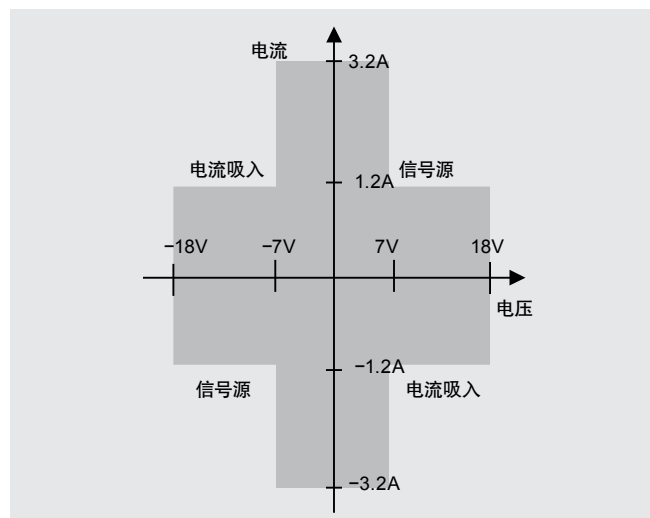 电流
3.2A
电流吸入
信号源
1.2A
−18V
−7V
7V
18V
电压
−1.2A
信号源
电流吸入
−3.2A